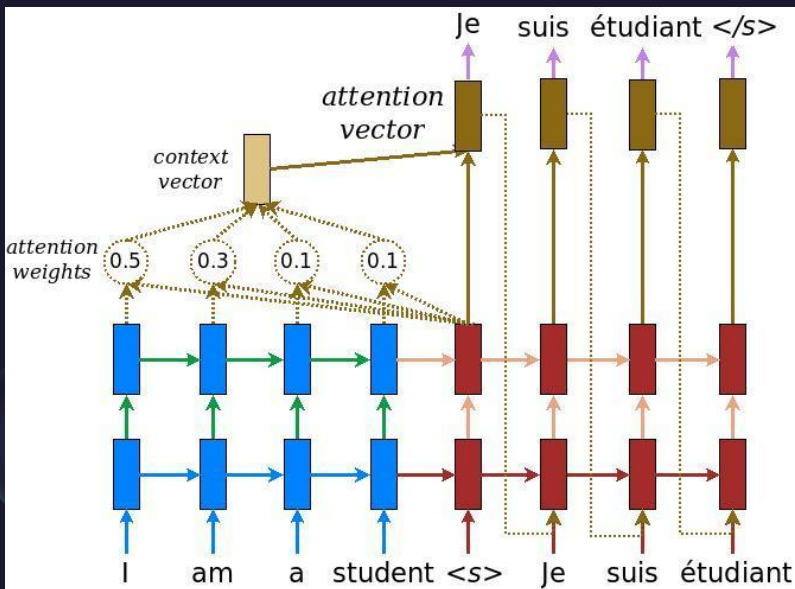 Je suis étudiant </s>
attention
vector
context
vector
attention
weights
0.5 0.3 0.1 0.1
I am a student <s> Je suis étudiant